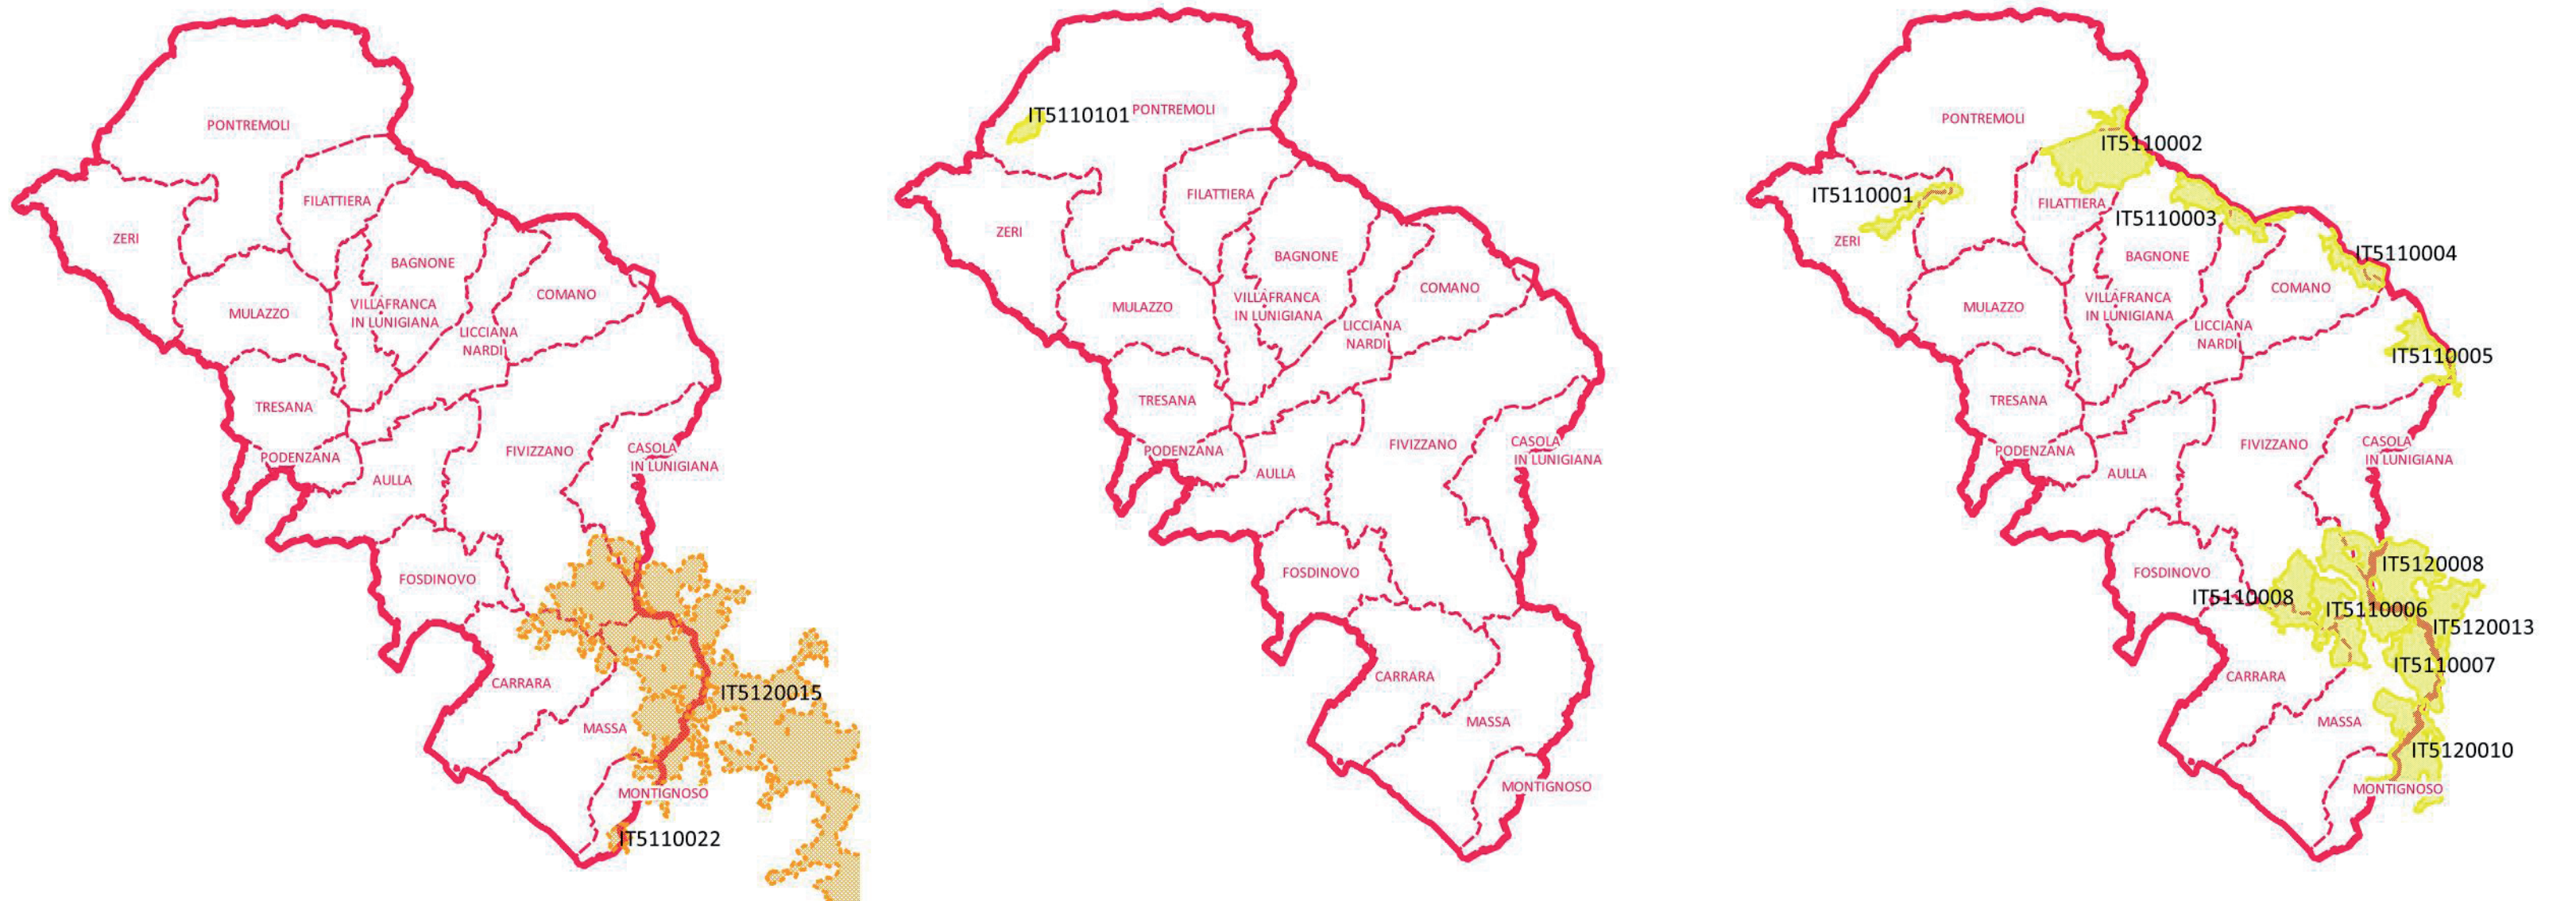 PONTREMOLI
FILATTIERA
ZERI
BAGNONE
COMANO
MULAZZO
VILLAFRANCA
IN LUNIGIANA
LICCIANA
NARDI
TRESANA
FIVIZZANO
CASOLA
IN LUNIGIANA
PODENZANA
AULLA
FOSDINOVO
CARRARA
IT5120015
MASSA
MONTIGNOSO
IT5110022
IT5110101
PONTREMOLI
FILATTIERA
ZERI
BAGNONE
COMANO
MULAZZO
VILLAFRANCA
IN LUNIGIANA
LICCIANA
NARDI
TRESANA
FIVIZZANO
CASOLA
IN LUNIGIANA
PODENZANA
AULLA
FOSDINOVO
CARRARA
MASSA
MONTIGNOSO
PONTREMOLI
IT5110002
IT5110001
FILATTIERA
IT5110003
ZERI
IT5110004
BAGNONE
COMANO
MULAZZO
VILLAFRANCA
IN LUNIGIANA
LICCIANA
NARDI
IT5110005
TRESANA
FIVIZZANO
CASOLA
IN LUNIGIANA
PODENZANA
AULLA
IT5120008
FOSDINOVO
IT5110008
IT5110006
IT5120013
IT5110007
CARRARA
MASSA
IT5120010
MONTIGNOSO